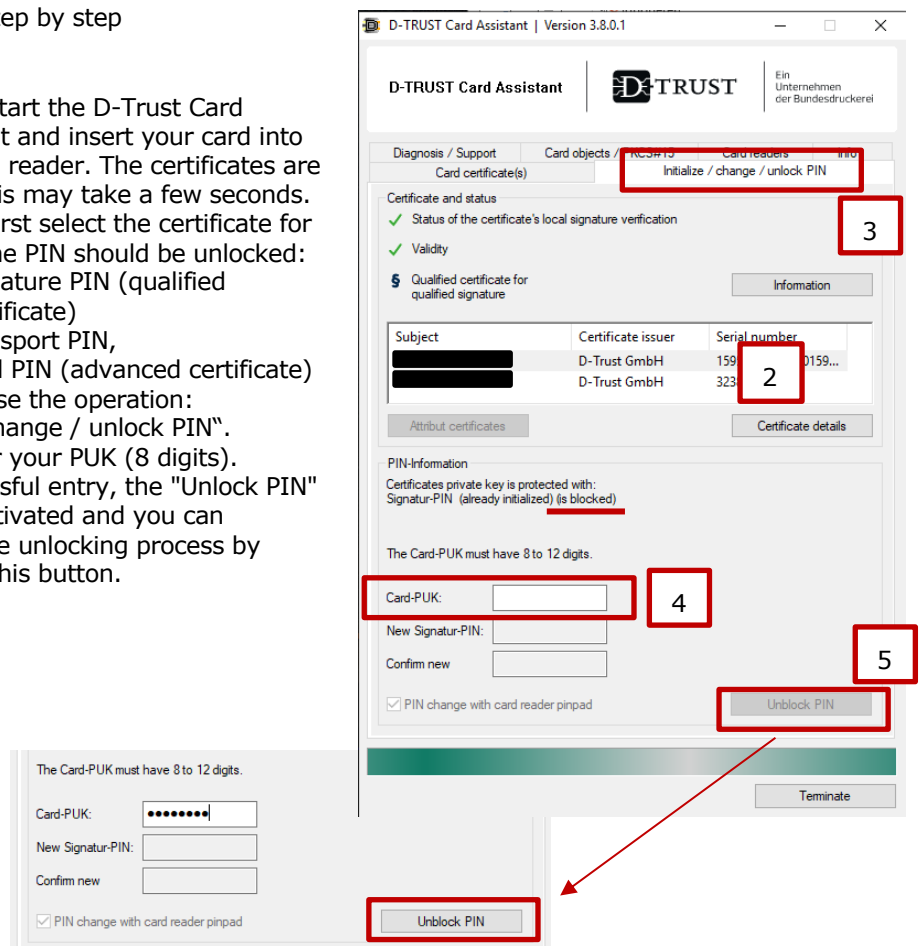 tep by step
tart the D-Trust Card
t and insert your card into
reader. The certificates are
is may take a few seconds.
rst select the certificate for
ne PIN should be unlocked:
ature PIN (qualified
ificate)
sport PIN,
PIN (advanced certificate)
se the operation:
hange / unlock PIN“.
r your PUK (8 digits).
sful entry, the "Unlock PIN"
tivated and you can
e unlocking process by
his button.
D-TRUST Card Assistant | Version 3.8.0.1
D-TRUST Card Assistant
D-TRUST
Ein
Unternehmen
der Bundesdruckerei
Diagnosis / Support
Card objects / PKCS#15
Card readers
Info
Card certificate(s)
Initialize / change / unlock PIN
3
Certificate and status
Status of the certificate's local signature verification
Validity
§ Qualified certificate for
qualified signature
Information
Subject Certificate issuer Serial number
D-Trust GmbH 159 0159...
D-Trust GmbH 323
2
Attribut certificates
Certificate details
PIN-Information
Certificates private key is protected with:
Signatur-PIN (already initialized) (is blocked)
The Card-PUK must have 8 to 12 digits.
Card-PUK:
4
New Signatur-PIN:
Confirm new
5
PIN change with card reader pinpad
Unblock PIN
Terminate
The Card-PUK must have 8 to 12 digits.
Card-PUK: ●●●●●●●●
New Signatur-PIN:
Confirm new
PIN change with card reader pinpad
Unblock PIN